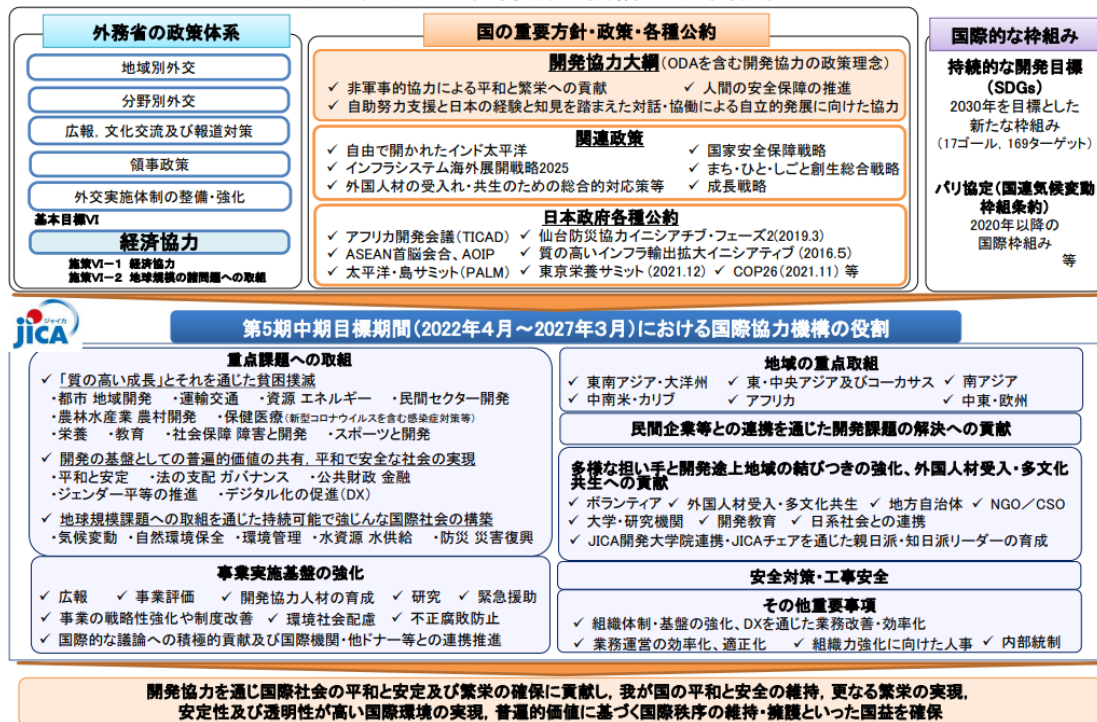 外務省の政策体系
地域別外交
分野別外交
広報，文化交流及び報道対策
領事政策
外交実施体制の整備・強化
基本目標Ⅵ
経済協力
施策Ⅵ－１ 経済協力
施策Ⅵ－２ 地球規模の諸問題への取組
国の重要方針・政策・各種公約
開発協力大綱(ODAを含む開発協力の政策理念)
✓ 非軍事的協力による平和と繁栄への貢献 ✓ 人間の安全保障の推進
✓ 自助努力支援と日本の経験と知見を踏まえた対話・協働による自立的発展に向けた協力
関連政策
✓ 自由で開かれたインド太平洋 ✓ 国家安全保障戦略
✓ インフラシステム海外展開戦略2025 ✓ まち・ひと・しごと創生総合戦略
✓ 外国人材の受入れ・共生のための総合的対応策等 ✓ 成長戦略
日本政府各種公約
✓ アフリカ開発会議(TICAD) ✓ 仙台防災協力イニシアチブ・フェーズ2(2019.3)
✓ ASEAN首脳会合、AOIP ✓ 質の高いインフラ輸出拡大イニシアティブ (2016.5)
✓ 太平洋・島サミット(PALM) ✓ 東京栄養サミット(2021.12) ✓ COP26(2021.11) 等
国際的な枠組み
持続的な開発目標
(SDGs)
2030年を目標とした
新たな枠組み
(17ゴール，169ターゲット)
パリ協定(国連気候変動
枠組条約)
2020年以降の
国際枠組み
等
ジャイカ
jICA
第5期中期目標期間(2022年４月～2027年３月)における国際協力機構の役割
重点課題への取組
✓ 「質の高い成長」とそれを通じた貧困撲滅
・都市 地域開発 ・運輸交通 ・資源 エネルギー ・民間セクター開発
・農林水産業 農村開発 ・保健医療(新型コロナウイルスを含む感染症対策等)
・栄養 ・教育 ・社会保障 障害と開発 ・スポーツと開発
✓ 開発の基盤としての普遍的価値の共有，平和で安全な社会の実現
・平和と安定 ・法の支配 ガバナンス ・公共財政 金融
・ジェンダー平等の推進 ・デジタル化の促進(DX)
✓ 地球規模課題への取組を通じた持続可能で強じんな国際社会の構築
・気候変動 ・自然環境保全 ・環境管理 ・水資源 水供給 ・防災 災害復興
事業実施基盤の強化
✓ 広報 ✓ 事業評価 ✓ 開発協力人材の育成 ✓ 研究 ✓ 緊急援助
✓ 事業の戦略性強化や制度改善 ✓ 環境社会配慮 ✓ 不正腐敗防止
✓ 国際的な議論への積極的貢献及び国際機関・他ドナー等との連携推進
地域の重点取組
✓ 東南アジア・大洋州 ✓ 東・中央アジア及びコーカサス ✓ 南アジア
✓ 中南米・カリブ ✓ アフリカ ✓ 中東・欧州
民間企業等との連携を通じた開発課題の解決への貢献
多様な担い手と開発途上地域の結びつきの強化、外国人材受入・多文化
共生への貢献
✓ ボランティア ✓ 外国人材受入・多文化共生 ✓ 地方自治体 ✓ NGO／CSO
✓ 大学・研究機関 ✓ 開発教育 ✓ 日系社会との連携
✓ JICA開発大学院連携・JICAチェアを通じた親日派・知日派リーダーの育成
安全対策・工事安全
その他重要事項
✓ 組織体制・基盤の強化、DXを通じた業務改善・効率化
✓ 業務運営の効率化、適正化 ✓ 組織力強化に向けた人事 ✓ 内部統制
開発協力を通じ国際社会の平和と安定及び繁栄の確保に貢献し，我が国の平和と安全の維持，更なる繁栄の実現，
安定性及び透明性が高い国際環境の実現，普遍的価値に基づく国際秩序の維持・擁護といった国益を確保